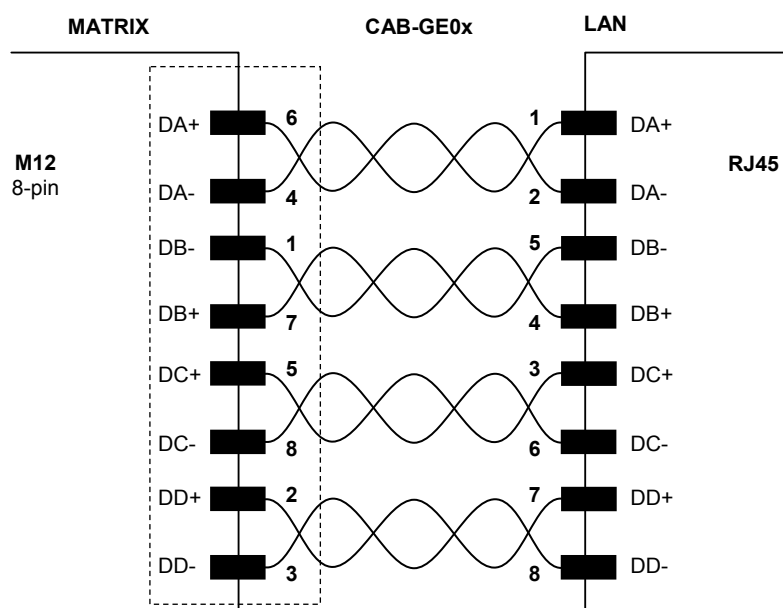 MATRIX CAB-GE0x LAN
DA+ 6 1 DA+
M12 RJ45
8-pin
DA- 4 2 DA-
DB- 1 5 DB-
DB+ 7 4 DB+
DC+ 5 3 DC+
DC- 8 6 DC-
DD+ 2 7 DD+
DD- 3 8 DD-